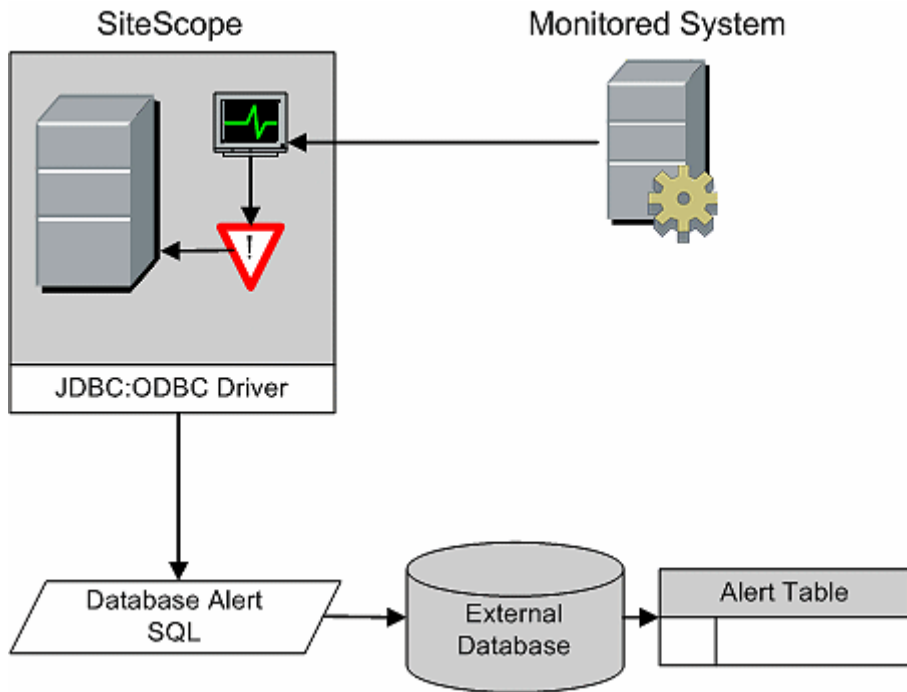 SiteScope
Monitored System
!
JDBC:ODBC Driver
Database Alert
SQL
External
Database
Alert Table